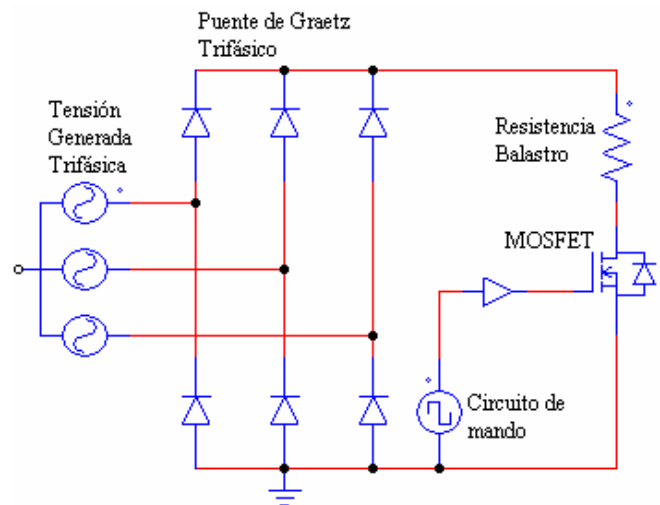 Puente de Graetz
Trifásico
Tensión
Generada
Trifásica
Resistencia
Balastro
MOSFET
Circuito de
mando